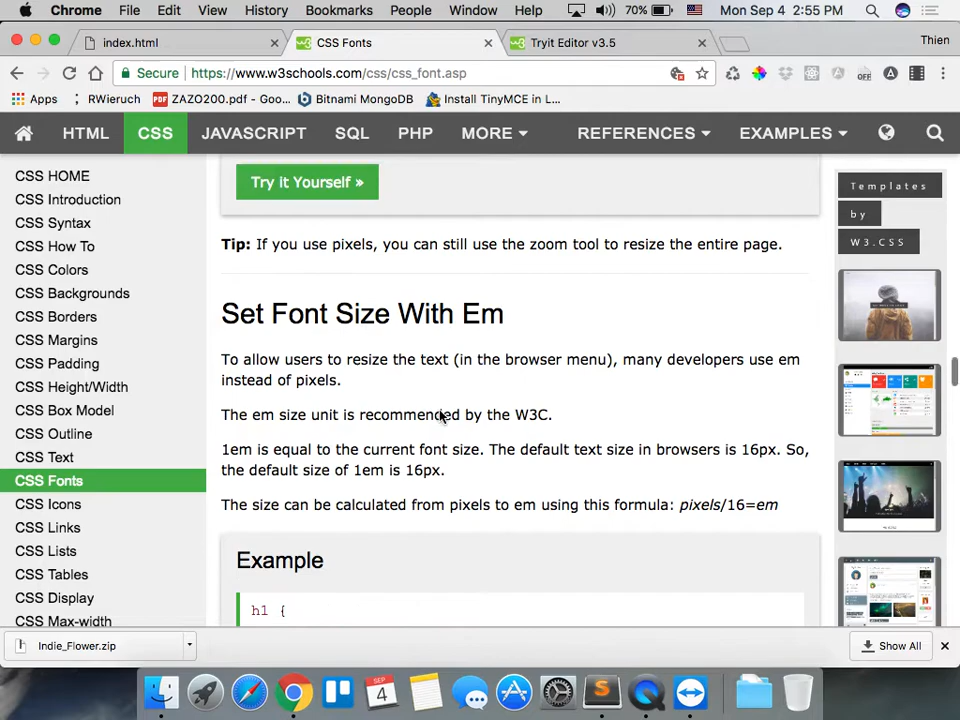 Chrome File Edit View History Bookmarks People Window Help 70% Mon Sep 4 2:55 PM
index.html CSS Fonts Tryit Editor v3.5 Thien
Secure https://www.w3schools.com/css/css_font.asp
Apps RWieruch ZAZO200.pdf - Goo... Bitnami MongoDB Install TinyMCE in L...
HTML CSS JAVASCRIPT SQL PHP MORE REFERENCES EXAMPLES
CSS HOME
CSS Introduction
CSS Syntax
CSS How To
CSS Colors
CSS Backgrounds
CSS Borders
CSS Margins
CSS Padding
CSS Height/Width
CSS Box Model
CSS Outline
CSS Text
CSS Fonts
CSS Icons
CSS Links
CSS Lists
CSS Tables
CSS Display
CSS Max-width
Try it Yourself »
Tip: If you use pixels, you can still use the zoom tool to resize the entire page.
Set Font Size With Em
To allow users to resize the text (in the browser menu), many developers use em
instead of pixels.
The em size unit is recommended by the W3C.
1em is equal to the current font size. The default text size in browsers is 16px. So,
the default size of 1em is 16px.
The size can be calculated from pixels to em using this formula: pixels/16=em
Example
h1 {
Templates
by
W3.CSS
Indie_Flower.zip Show All
SEP
4